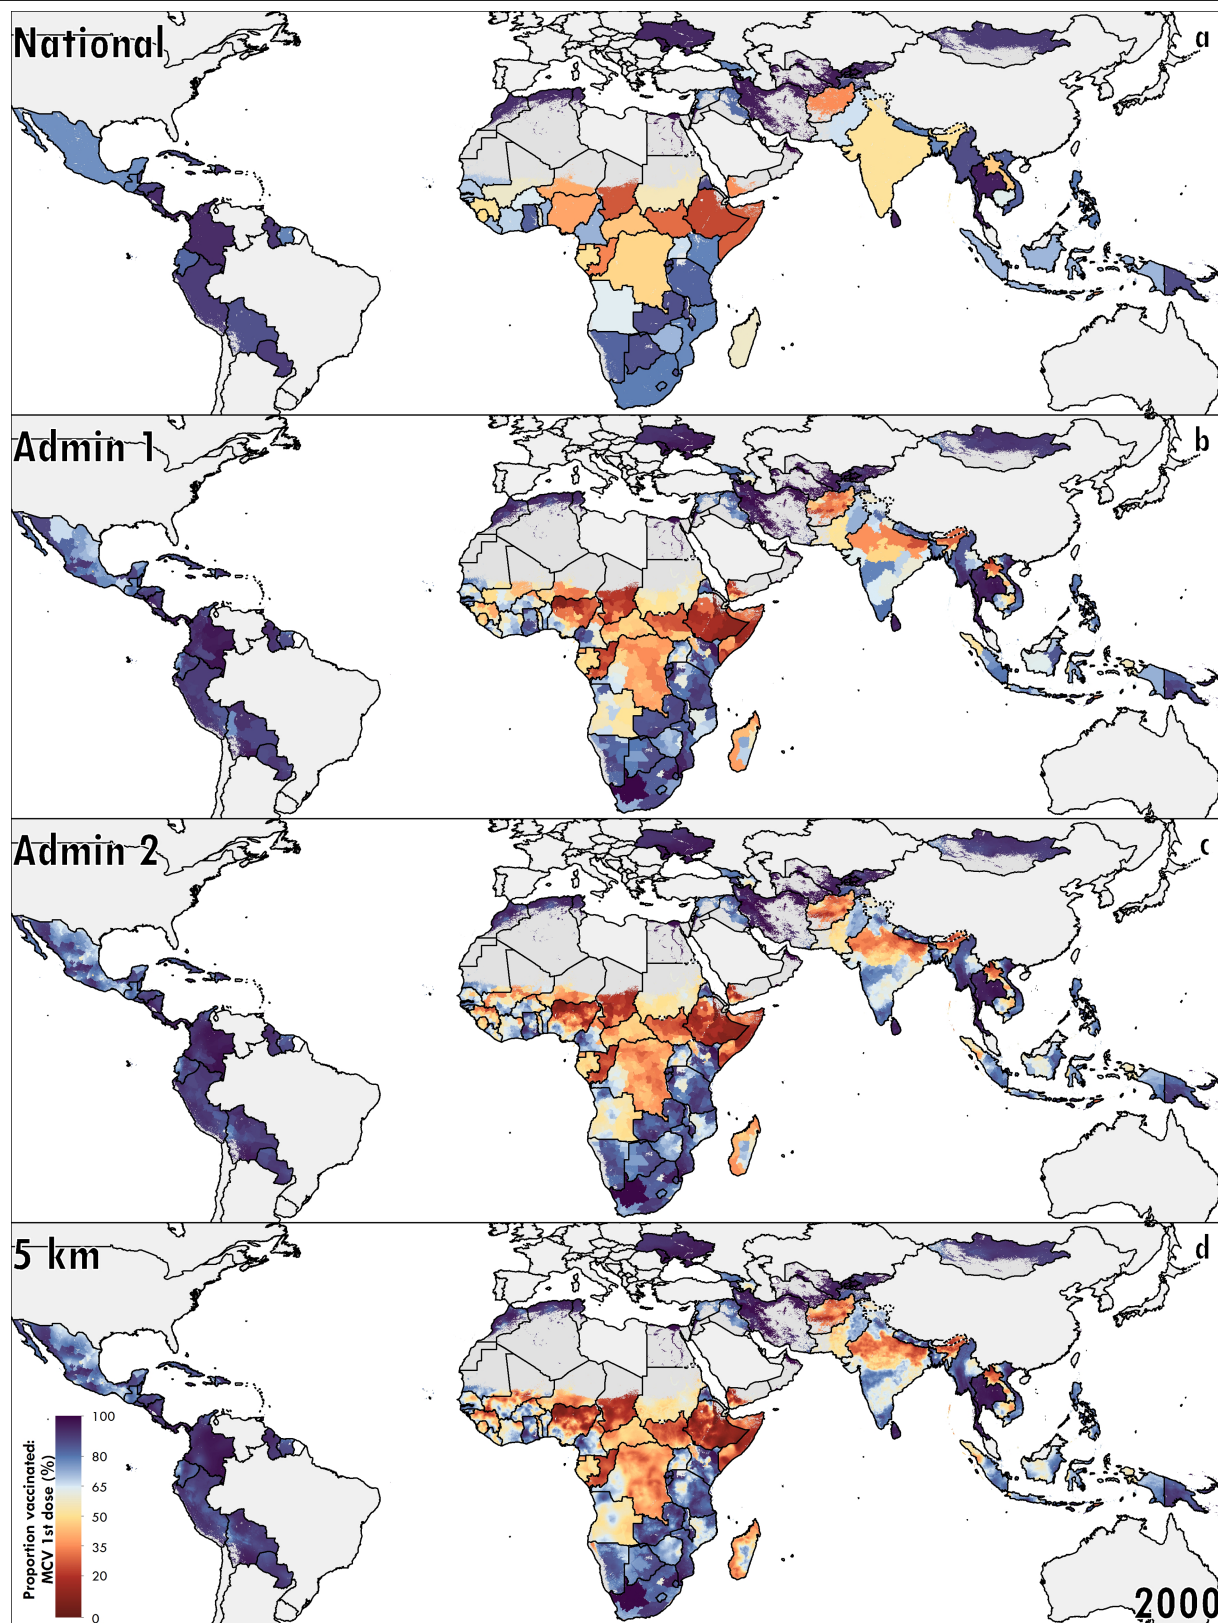 National
a
Admin 1
b
Admin 2
c
5 km
d
Proportion vaccinated:
MCV 1st dose (%)
100
80
65
50
35
20
0
2000